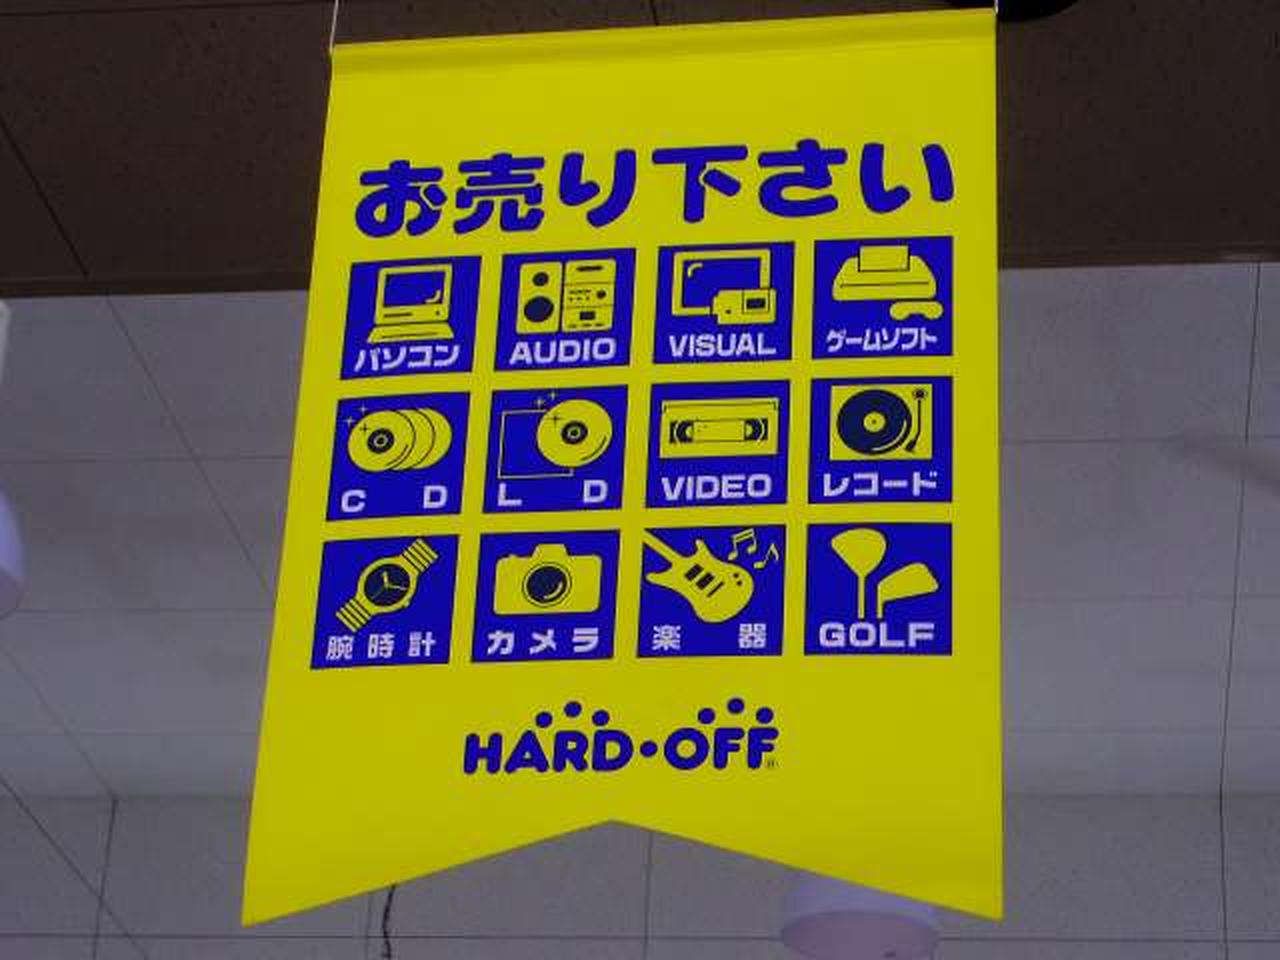 お売り下さい
パソコン AUDIO VISUAL ゲームソフト
C D L D VIDEO レコード
腕時計 カメラ 楽器 GOLF
HARD・OFF®